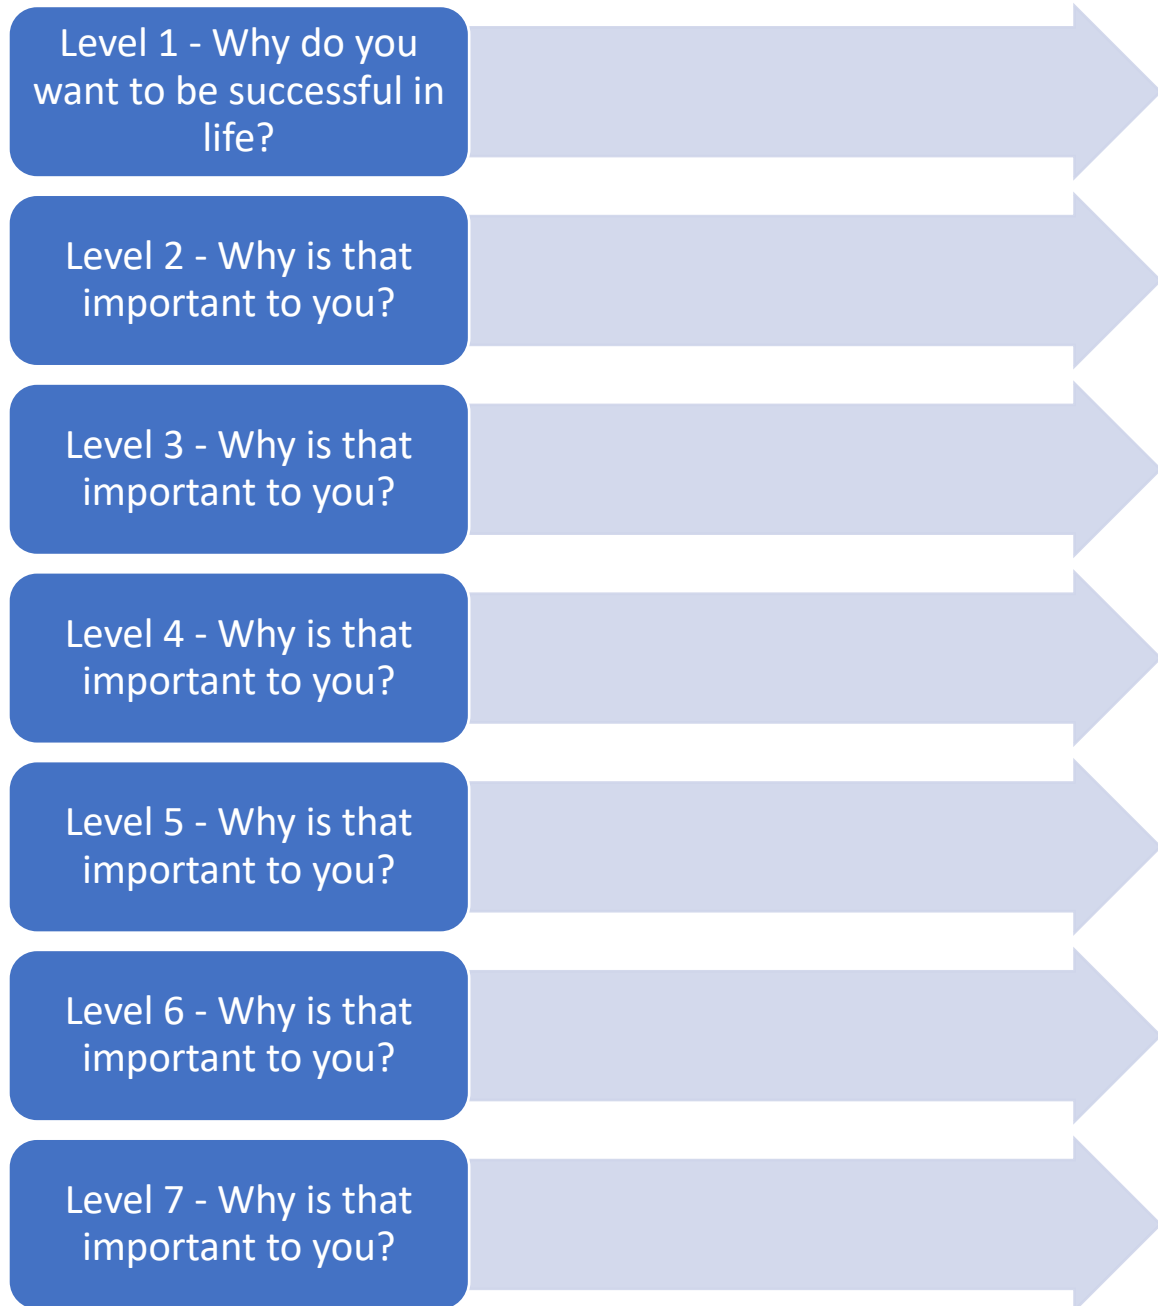 Level 1 - Why do you
want to be successful in
life?
Level 2 - Why is that
important to you?
Level 3 - Why is that
important to you?
Level 4 - Why is that
important to you?
Level 5 - Why is that
important to you?
Level 6 - Why is that
important to you?
Level 7 - Why is that
important to you?